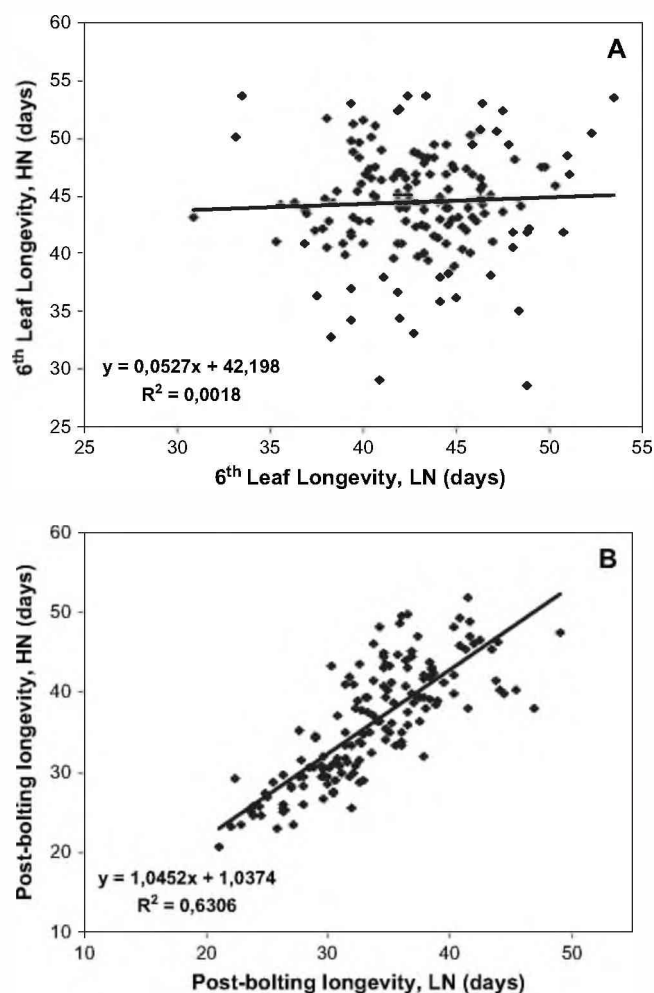 A
60
55
50
45
40
35
30
25
6th Leaf Longevity, HN (days)
y = 0,0527x + 42,198
R2 = 0,0018
25 30 35 40 45 50 55
6th Leaf Longevity, LN (days)
B
60
50
40
30
20
10
Post-bolting longevity, HN (days)
y = 1,0452x + 1,0374
R2 = 0,6306
10 20 30 40 50
Post-bolting longevity, LN (days)